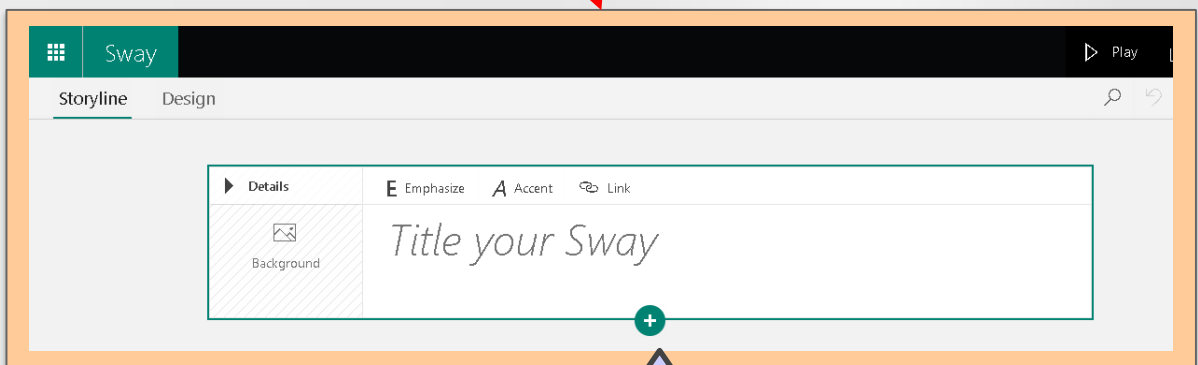 Sway
Play
Storyline Design
Details
E Emphasize A Accent Link
Background
Title your Sway